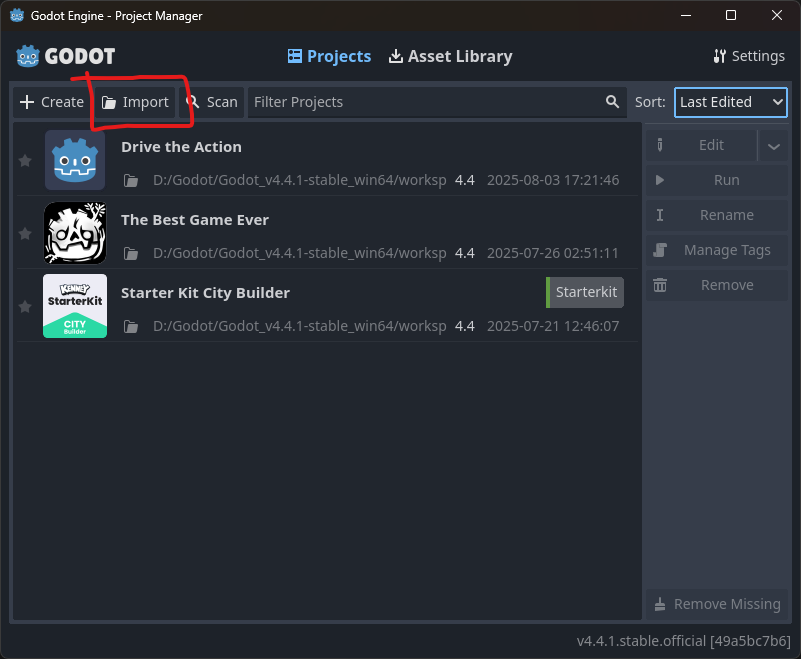 Godot Engine - Project Manager
GODOT
Projects
Asset Library
Settings
Create
Import
Scan
Filter Projects
Sort:
Last Edited
Drive the Action
D:/Godot/Godot_v4.4.1-stable_win64/worksp 4.4 2025-08-03 17:21:46
The Best Game Ever
D:/Godot/Godot_v4.4.1-stable_win64/worksp 4.4 2025-07-26 02:51:11
KENNEY
StarterKit
CITY
Builder
Starter Kit City Builder
Starterkit
D:/Godot/Godot_v4.4.1-stable_win64/worksp 4.4 2025-07-21 12:46:07
Edit
Run
Rename
Manage Tags
Remove
Remove Missing
v4.4.1.stable.official [49a5bc7b6]